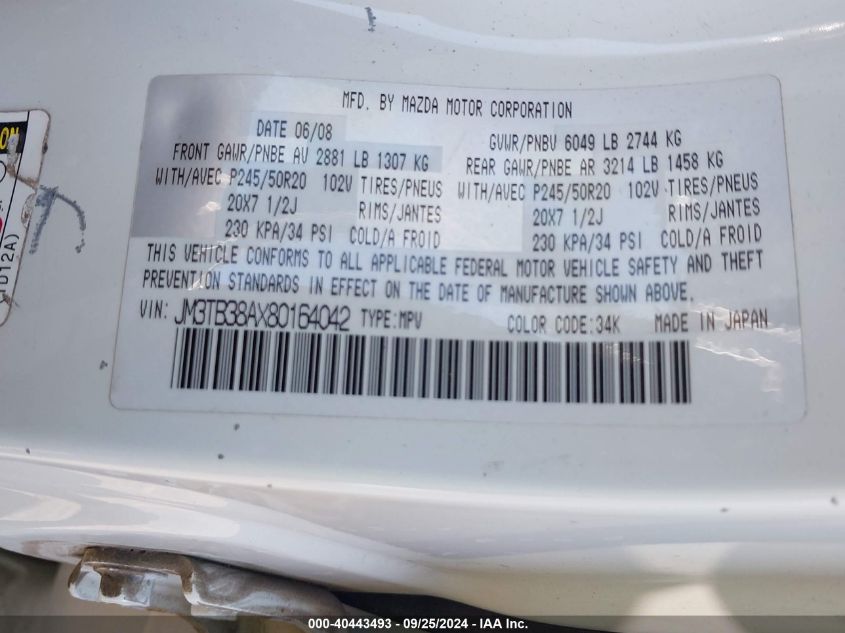 MFD. BY MAZDA MOTOR CORPORATION
DATE 06/08 GVWR/PNBV 6049 LB 2744 KG
FRONT GAWR/PNBE AV 2881 LB 1307 KG REAR GAWR/PNBE AR 3214 LB 1458 KG
WITH/AVEC P245/50R20 102V TIRES/PNEUS WITH/AVEC P245/50R20 102V TIRES/PNEUS
20X7 1/2J RIMS/JANTES 20X7 1/2J RIMS/JANTES
230 KPA/34 PSI COLD/A FROID 230 KPA/34 PSI COLD/A FROID
THIS VEHICLE CONFORMS TO ALL APPLICABLE FEDERAL MOTOR VEHICLE SAFETY AND THEFT
PREVENTION STANDARDS IN EFFECT ON THE DATE OF MANUFACTURE SHOWN ABOVE.
VIN: JM3TB38AX80164042 TYPE:MPV COLOR CODE:34K MADE IN JAPAN
000-40443493 - 09/25/2024 - IAA Inc.